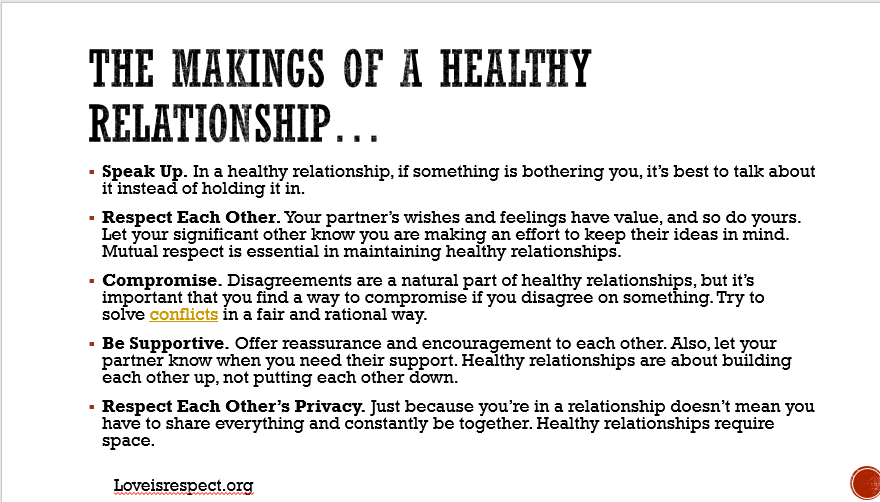 THE MAKINGS OF A HEALTHY
RELATIONSHIP...
▪ Speak Up. In a healthy relationship, if something is bothering you, it's best to talk about
it instead of holding it in.
▪ Respect Each Other. Your partner's wishes and feelings have value, and so do yours.
Let your significant other know you are making an effort to keep their ideas in mind.
Mutual respect is essential in maintaining healthy relationships.
▪ Compromise. Disagreements are a natural part of healthy relationships, but it's
important that you find a way to compromise if you disagree on something. Try to
solve conflicts in a fair and rational way.
▪ Be Supportive. Offer reassurance and encouragement to each other. Also, let your
partner know when you need their support. Healthy relationships are about building
each other up, not putting each other down.
▪ Respect Each Other's Privacy. Just because you're in a relationship doesn't mean you
have to share everything and constantly be together. Healthy relationships require
space.
Loveisrespect.org